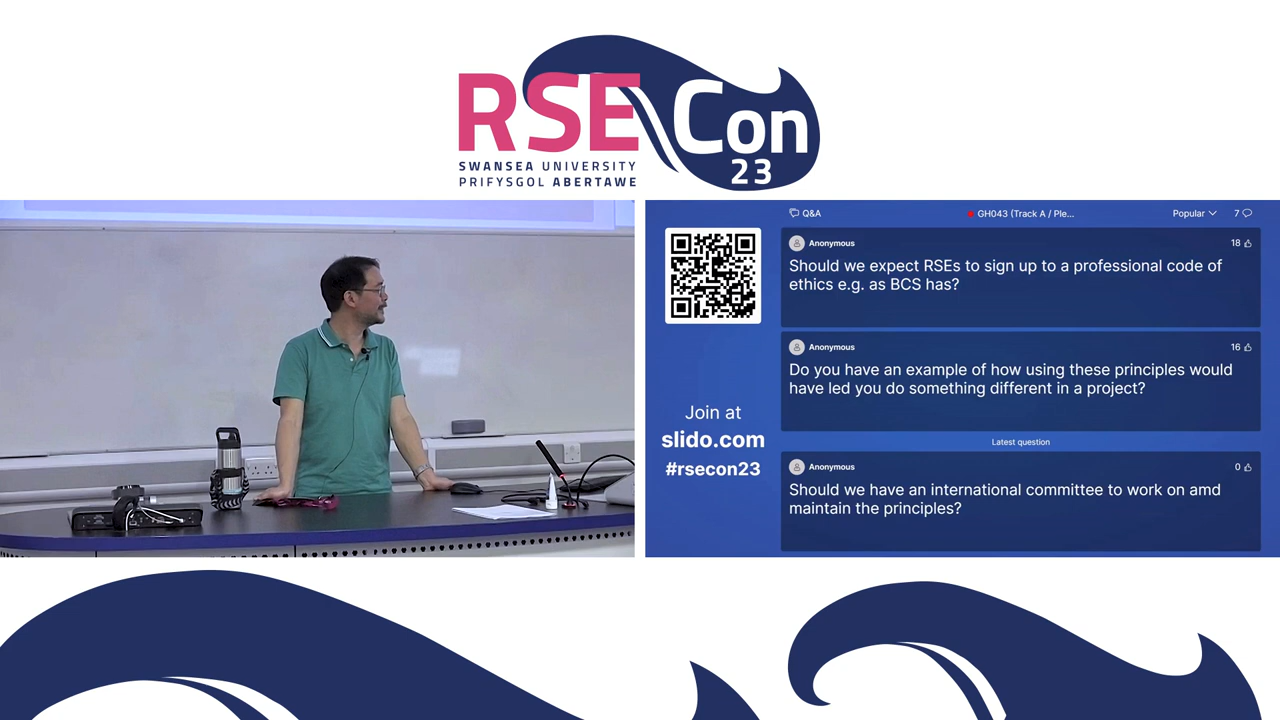 RSE Con
23
SWANSEA UNIVERSITY
PRIFYSGOL ABERTAWE
Q&A
GH043 (Track A / Ple...
Popular
7
Anonymous
18
Should we expect RSEs to sign up to a professional code of
ethics e.g. as BCS has?
Anonymous
16
Do you have an example of how using these principles would
have led you do something different in a project?
Latest question
Anonymous
0
Should we have an international committee to work on amd
maintain the principles?
Join at
slido.com
#rsecon23